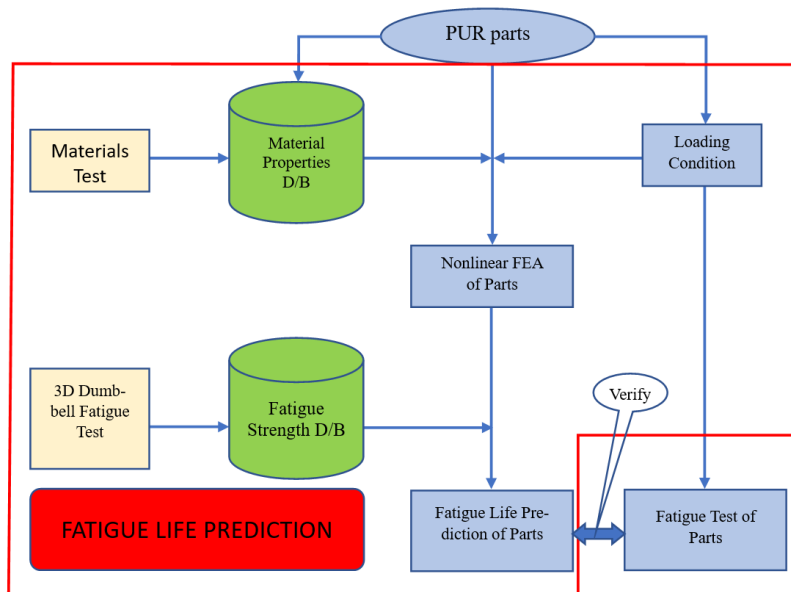 PUR parts
Materials
Test
Material
Properties
D/B
Loading
Condition
Nonlinear FEA
of Parts
3D Dumb-
bell Fatigue
Test
Fatigue
Strength D/B
Verify
FATIGUE LIFE PREDICTION
Fatigue Life Pre-
diction of Parts
Fatigue Test of
Parts